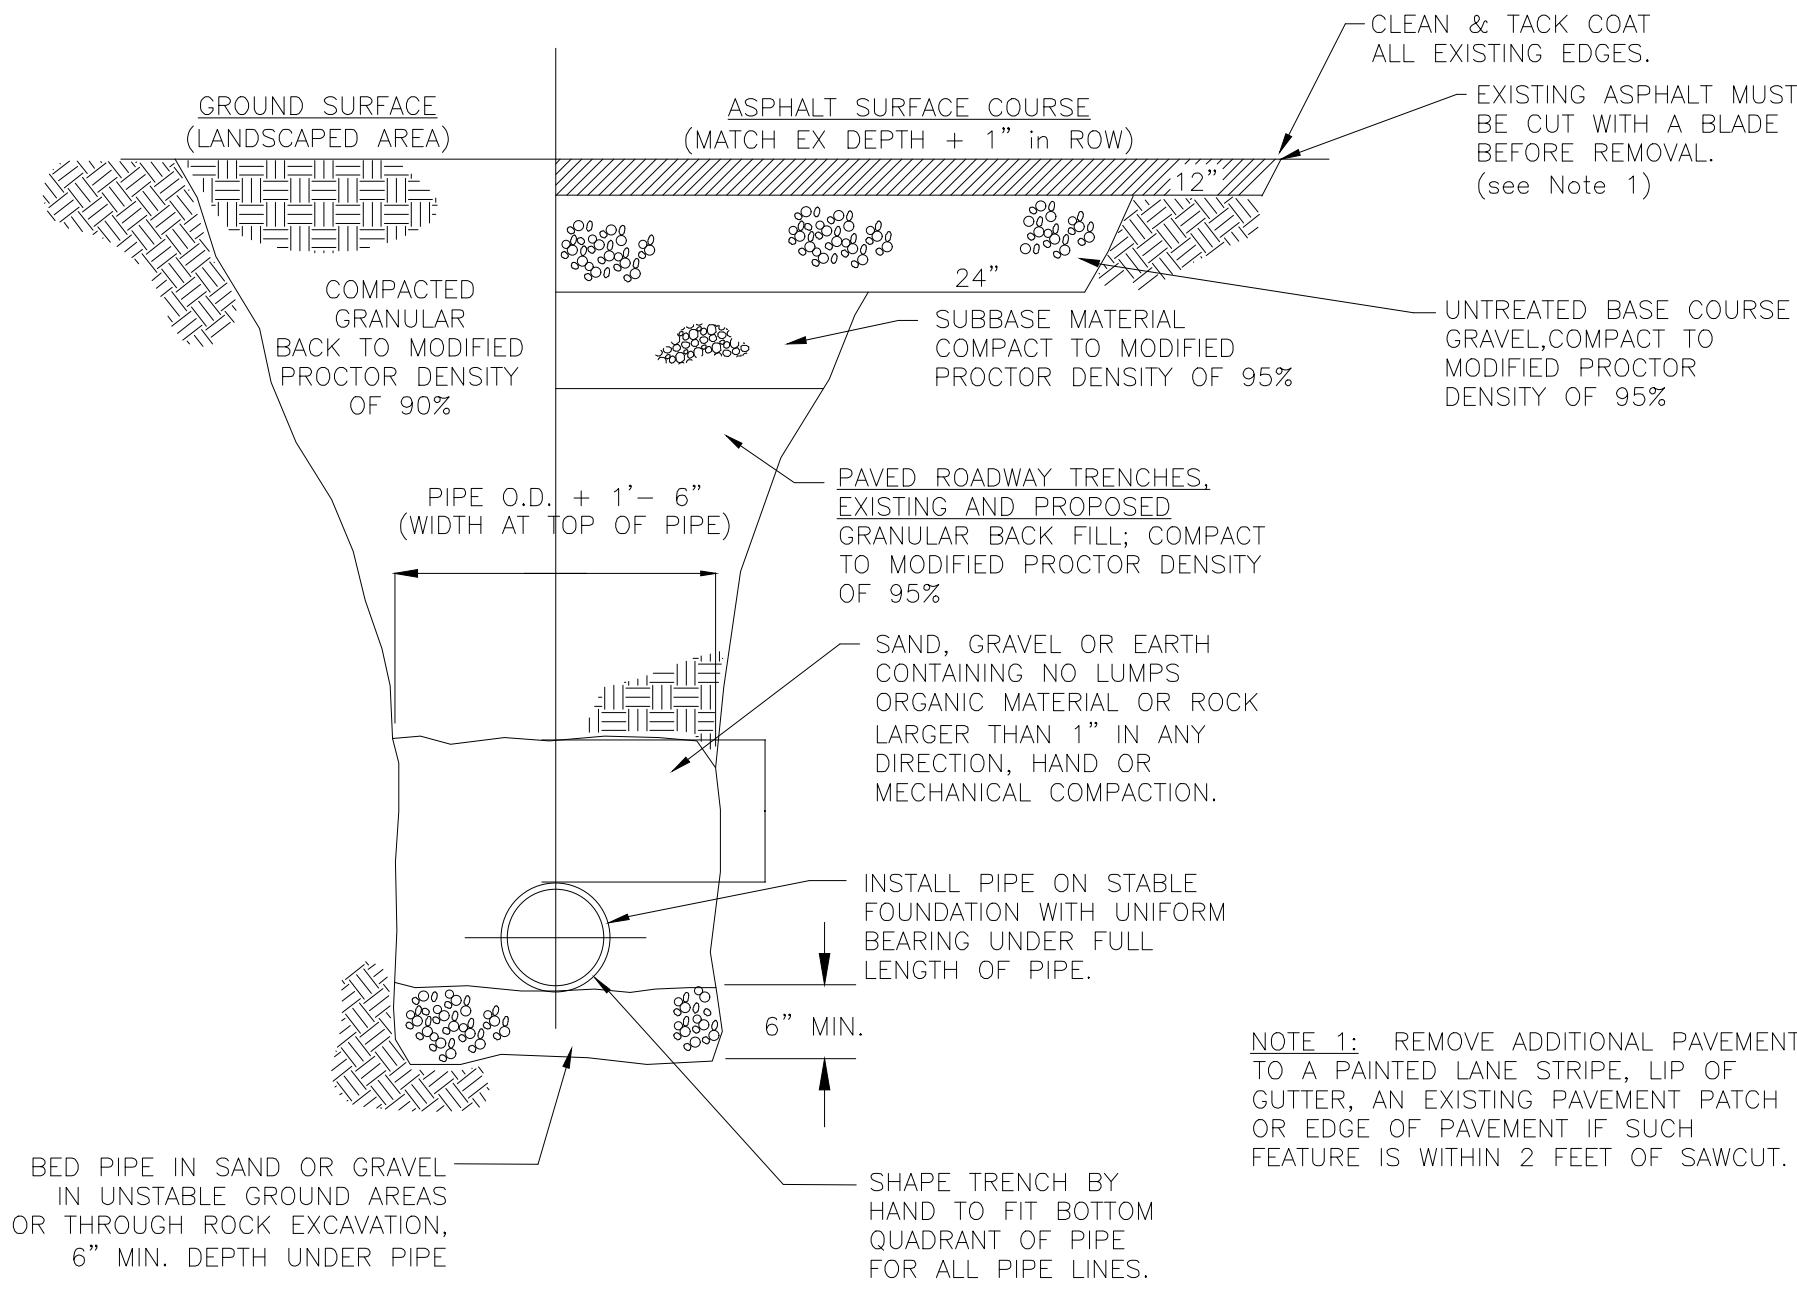 CLEAN & TACK COAT
ALL EXISTING EDGES.
EXISTING ASPHALT MUST
BE CUT WITH A BLADE
BEFORE REMOVAL.
(see Note 1)
GROUND SURFACE
(LANDSCAPED AREA)
ASPHALT SURFACE COURSE
(MATCH EX DEPTH + 1" in ROW)
12"
24"
COMPACTED
GRANULAR
BACK TO MODIFIED
PROCTOR DENSITY
OF 90%
SUBBASE MATERIAL
COMPACT TO MODIFIED
PROCTOR DENSITY OF 95%
UNTREATED BASE COURSE
GRAVEL,COMPACT TO
MODIFIED PROCTOR
DENSITY OF 95%
PIPE O.D. + 1'- 6"
(WIDTH AT TOP OF PIPE)
PAVED ROADWAY TRENCHES,
EXISTING AND PROPOSED
GRANULAR BACK FILL; COMPACT
TO MODIFIED PROCTOR DENSITY
OF 95%
SAND, GRAVEL OR EARTH
CONTAINING NO LUMPS
ORGANIC MATERIAL OR ROCK
LARGER THAN 1" IN ANY
DIRECTION, HAND OR
MECHANICAL COMPACTION.
INSTALL PIPE ON STABLE
FOUNDATION WITH UNIFORM
BEARING UNDER FULL
LENGTH OF PIPE.
6" MIN.
NOTE 1: REMOVE ADDITIONAL PAVEMENT
TO A PAINTED LANE STRIPE, LIP OF
GUTTER, AN EXISTING PAVEMENT PATCH
OR EDGE OF PAVEMENT IF SUCH
FEATURE IS WITHIN 2 FEET OF SAWCUT.
BED PIPE IN SAND OR GRAVEL
IN UNSTABLE GROUND AREAS
OR THROUGH ROCK EXCAVATION,
6" MIN. DEPTH UNDER PIPE
SHAPE TRENCH BY
HAND TO FIT BOTTOM
QUADRANT OF PIPE
FOR ALL PIPE LINES.